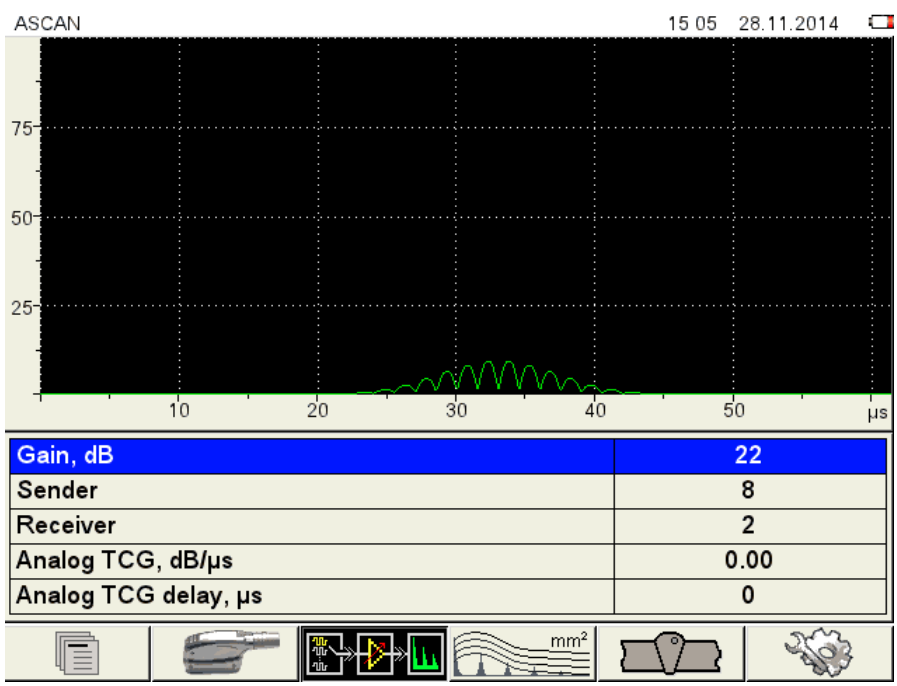 ASCAN 15 05 28.11.2014
75
50
25
10 20 30 40 50 µs
Gain, dB 22
Sender 8
Receiver 2
Analog TCG, dB/µs 0.00
Analog TCG delay, µs 0
mm²